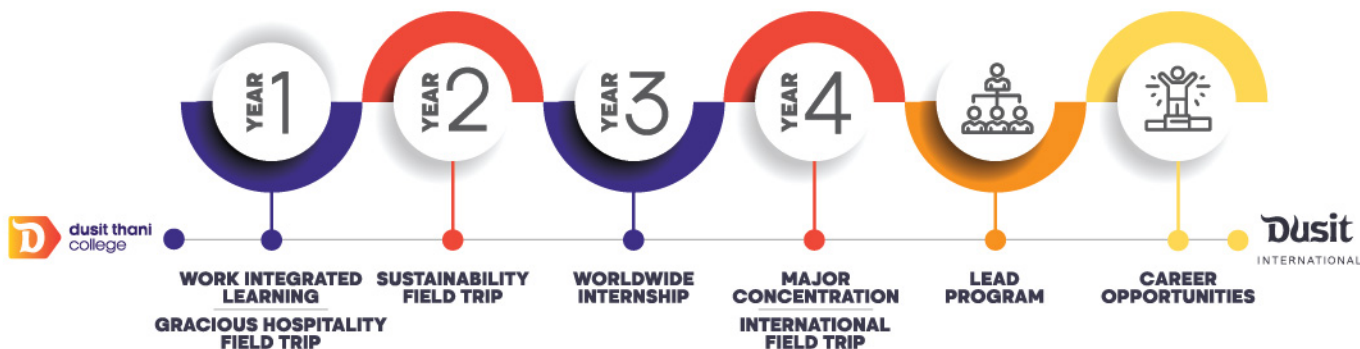 YEAR 1
YEAR 2
YEAR 3
YEAR 4
D
dusit thani
college
WORK INTEGRATED
LEARNING
GRACIOUS HOSPITALITY
FIELD TRIP
SUSTAINABILITY
FIELD TRIP
WORLDWIDE
INTERNSHIP
MAJOR
CONCENTRATION
INTERNATIONAL
FIELD TRIP
LEAD
PROGRAM
CAREER
OPPORTUNITIES
Dusit
INTERNATIONAL